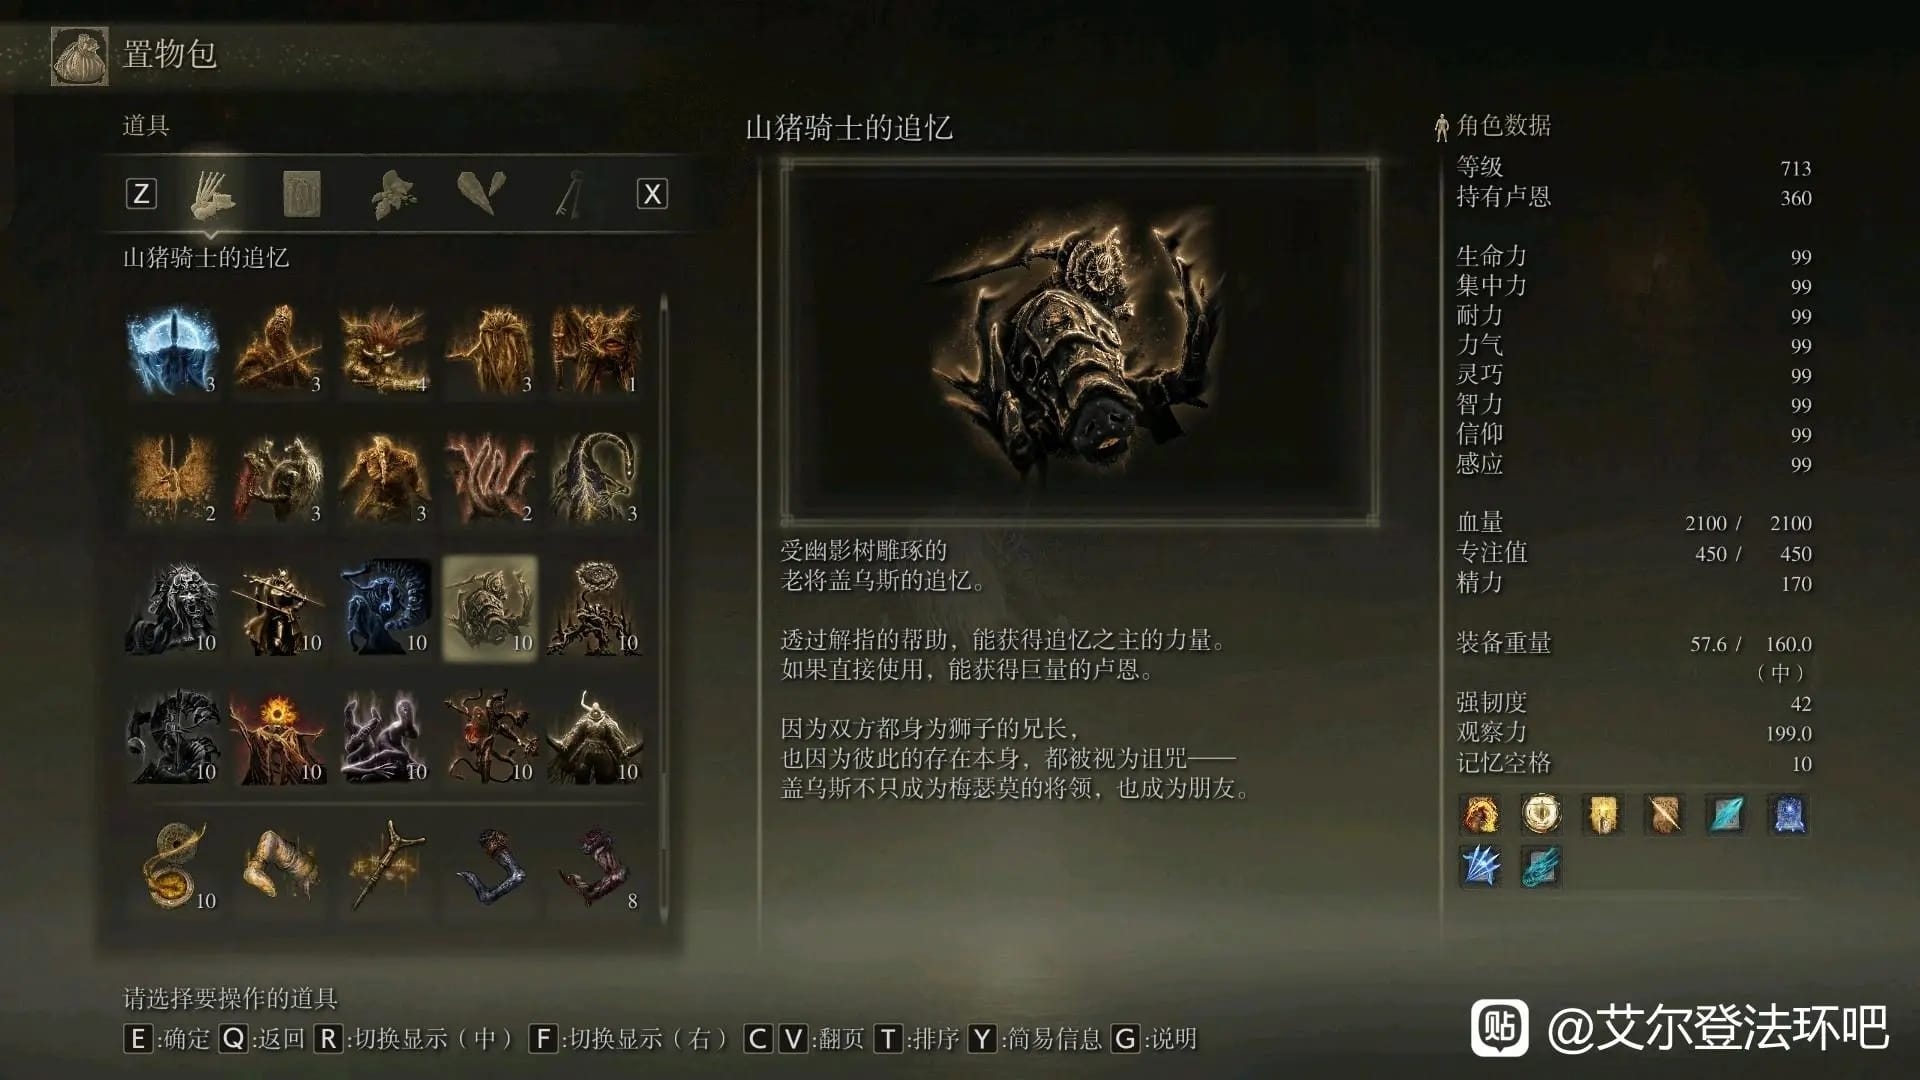 置物包
道具
Z X
山猪骑士的追忆
3 3 4 3 1
2 3 3 2 3
10 10 10 10 10
10 10 10 10 10
10 8
请选择要操作的道具
E:确定 Q:返回 R:切换显示（中） F:切换显示（右） C V:翻页 T:排序 Y:简易信息 G:说明
山猪骑士的追忆
受幽影树雕琢的
老将盖乌斯的追忆。
透过解指的帮助，能获得追忆之主的力量。
如果直接使用，能获得巨量的卢恩。
因为双方都身为狮子的兄长，
也因为彼此的存在本身，都被视为诅咒——
盖乌斯不只成为梅瑟莫的将领，也成为朋友。
角色数据
等级 713
持有卢恩 360
生命力 99
集中力 99
耐力 99
力气 99
灵巧 99
智力 99
信仰 99
感应 99
血量 2100 / 2100
专注值 450 / 450
精力 170
装备重量 57.6 / 160.0
（中）
强韧度 42
观察力 199.0
记忆空格 10
贴 @艾尔登法环吧